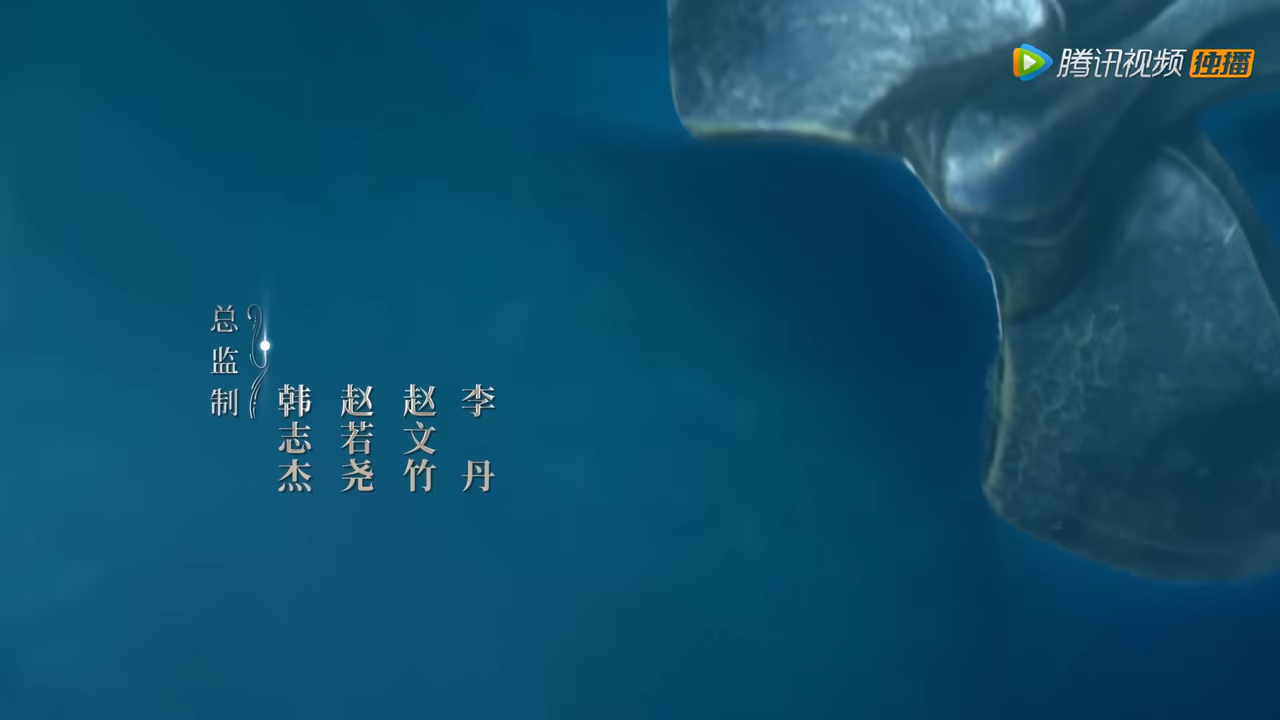 腾讯视频 独播
总监制
韩志杰
赵若尧
赵文竹
李丹